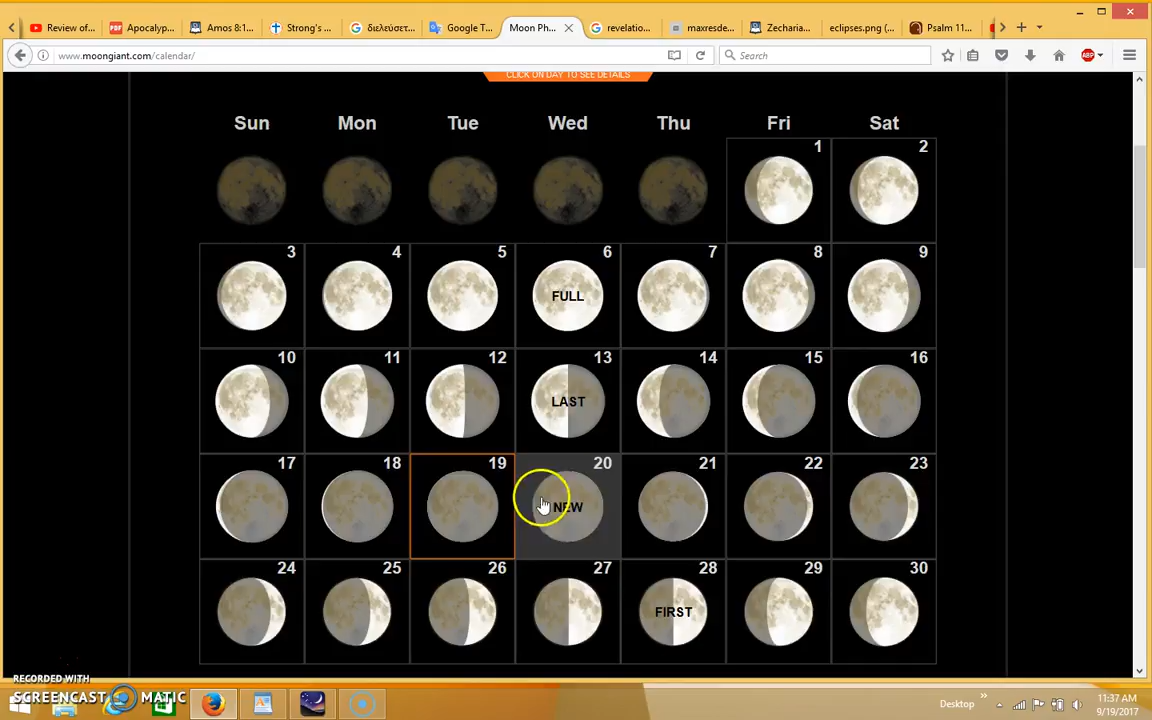 Review of...
Apocalyp...
Amos 8:1...
Strong's ...
διελεύσετ...
Google T...
Moon Ph...
revelatio...
maxresde...
Zecharia...
eclipses.png (...
Psalm 11...
www.moongiant.com/calendar/
Search
ABP
CLICK ON DAY TO SEE DETAILS
Sun Mon Tue Wed Thu Fri Sat
1 2
3 4 5 6 7 8 9
FULL
10 11 12 13 14 15 16
LAST
17 18 19 20 21 22 23
NEW
24 25 26 27 28 29 30
FIRST
RECORDED WITH
SCREENCAST MATIC
Desktop
11:37 AM
9/19/2017